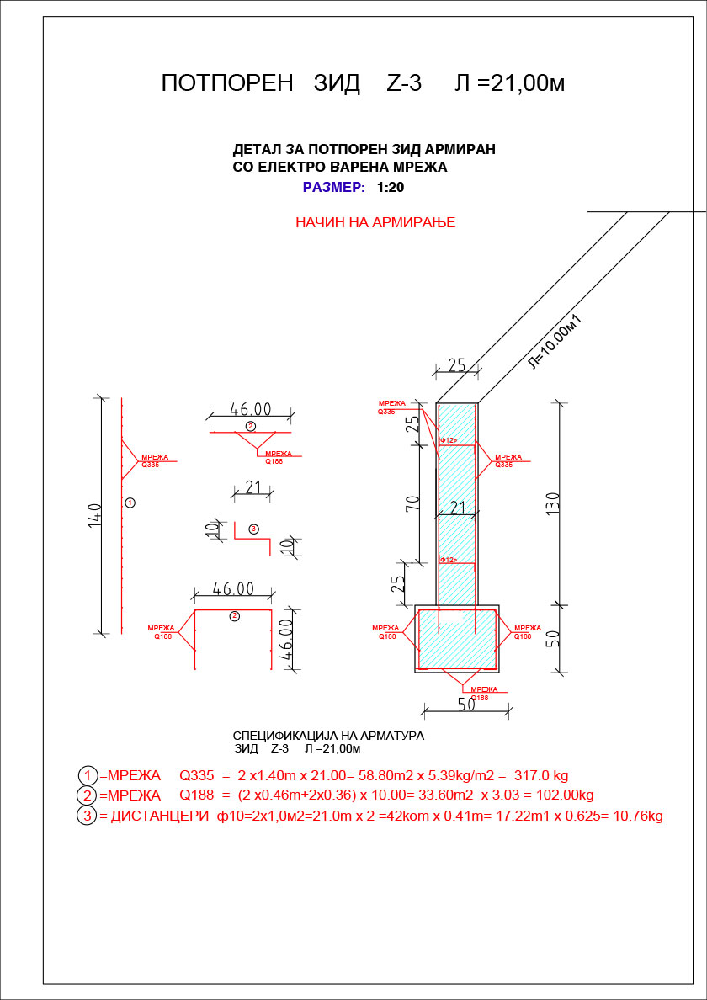 ПОТПОРЕН ЗИД Z-3 Л =21,00м
ДЕТАЛ ЗА ПОТПОРЕН ЗИД АРМИРАН
СО ЕЛЕКТРО ВАРЕНА МРЕЖА
РАЗМЕР: 1:20
НАЧИН НА АРМИРАЊЕ
Л=10.00м1
25
46.00
2
МРЕЖА
Q188
МРЕЖА
Q335
140
1
21
10
3
10
46.00
2
МРЕЖА
Q188
46.00
МРЕЖА
Q335
25
Ф12р
МРЕЖА
Q335
70
21
130
Ф12р
25
МРЕЖА
Q188
МРЕЖА
Q188
50
МРЕЖА
Q188
50
СПЕЦИФИКАЦИЈА НА АРМАТУРА
ЗИД Z-3 Л =21,00м
1 =МРЕЖА Q335 = 2 x1.40m x 21.00= 58.80m2 x 5.39kg/m2 = 317.0 kg
2 =МРЕЖА Q188 = (2 x0.46m+2x0.36) x 10.00= 33.60m2 x 3.03 = 102.00kg
3 = ДИСТАНЦЕРИ ф10=2x1,0м2=21.0m x 2 =42kom x 0.41m= 17.22m1 x 0.625= 10.76kg